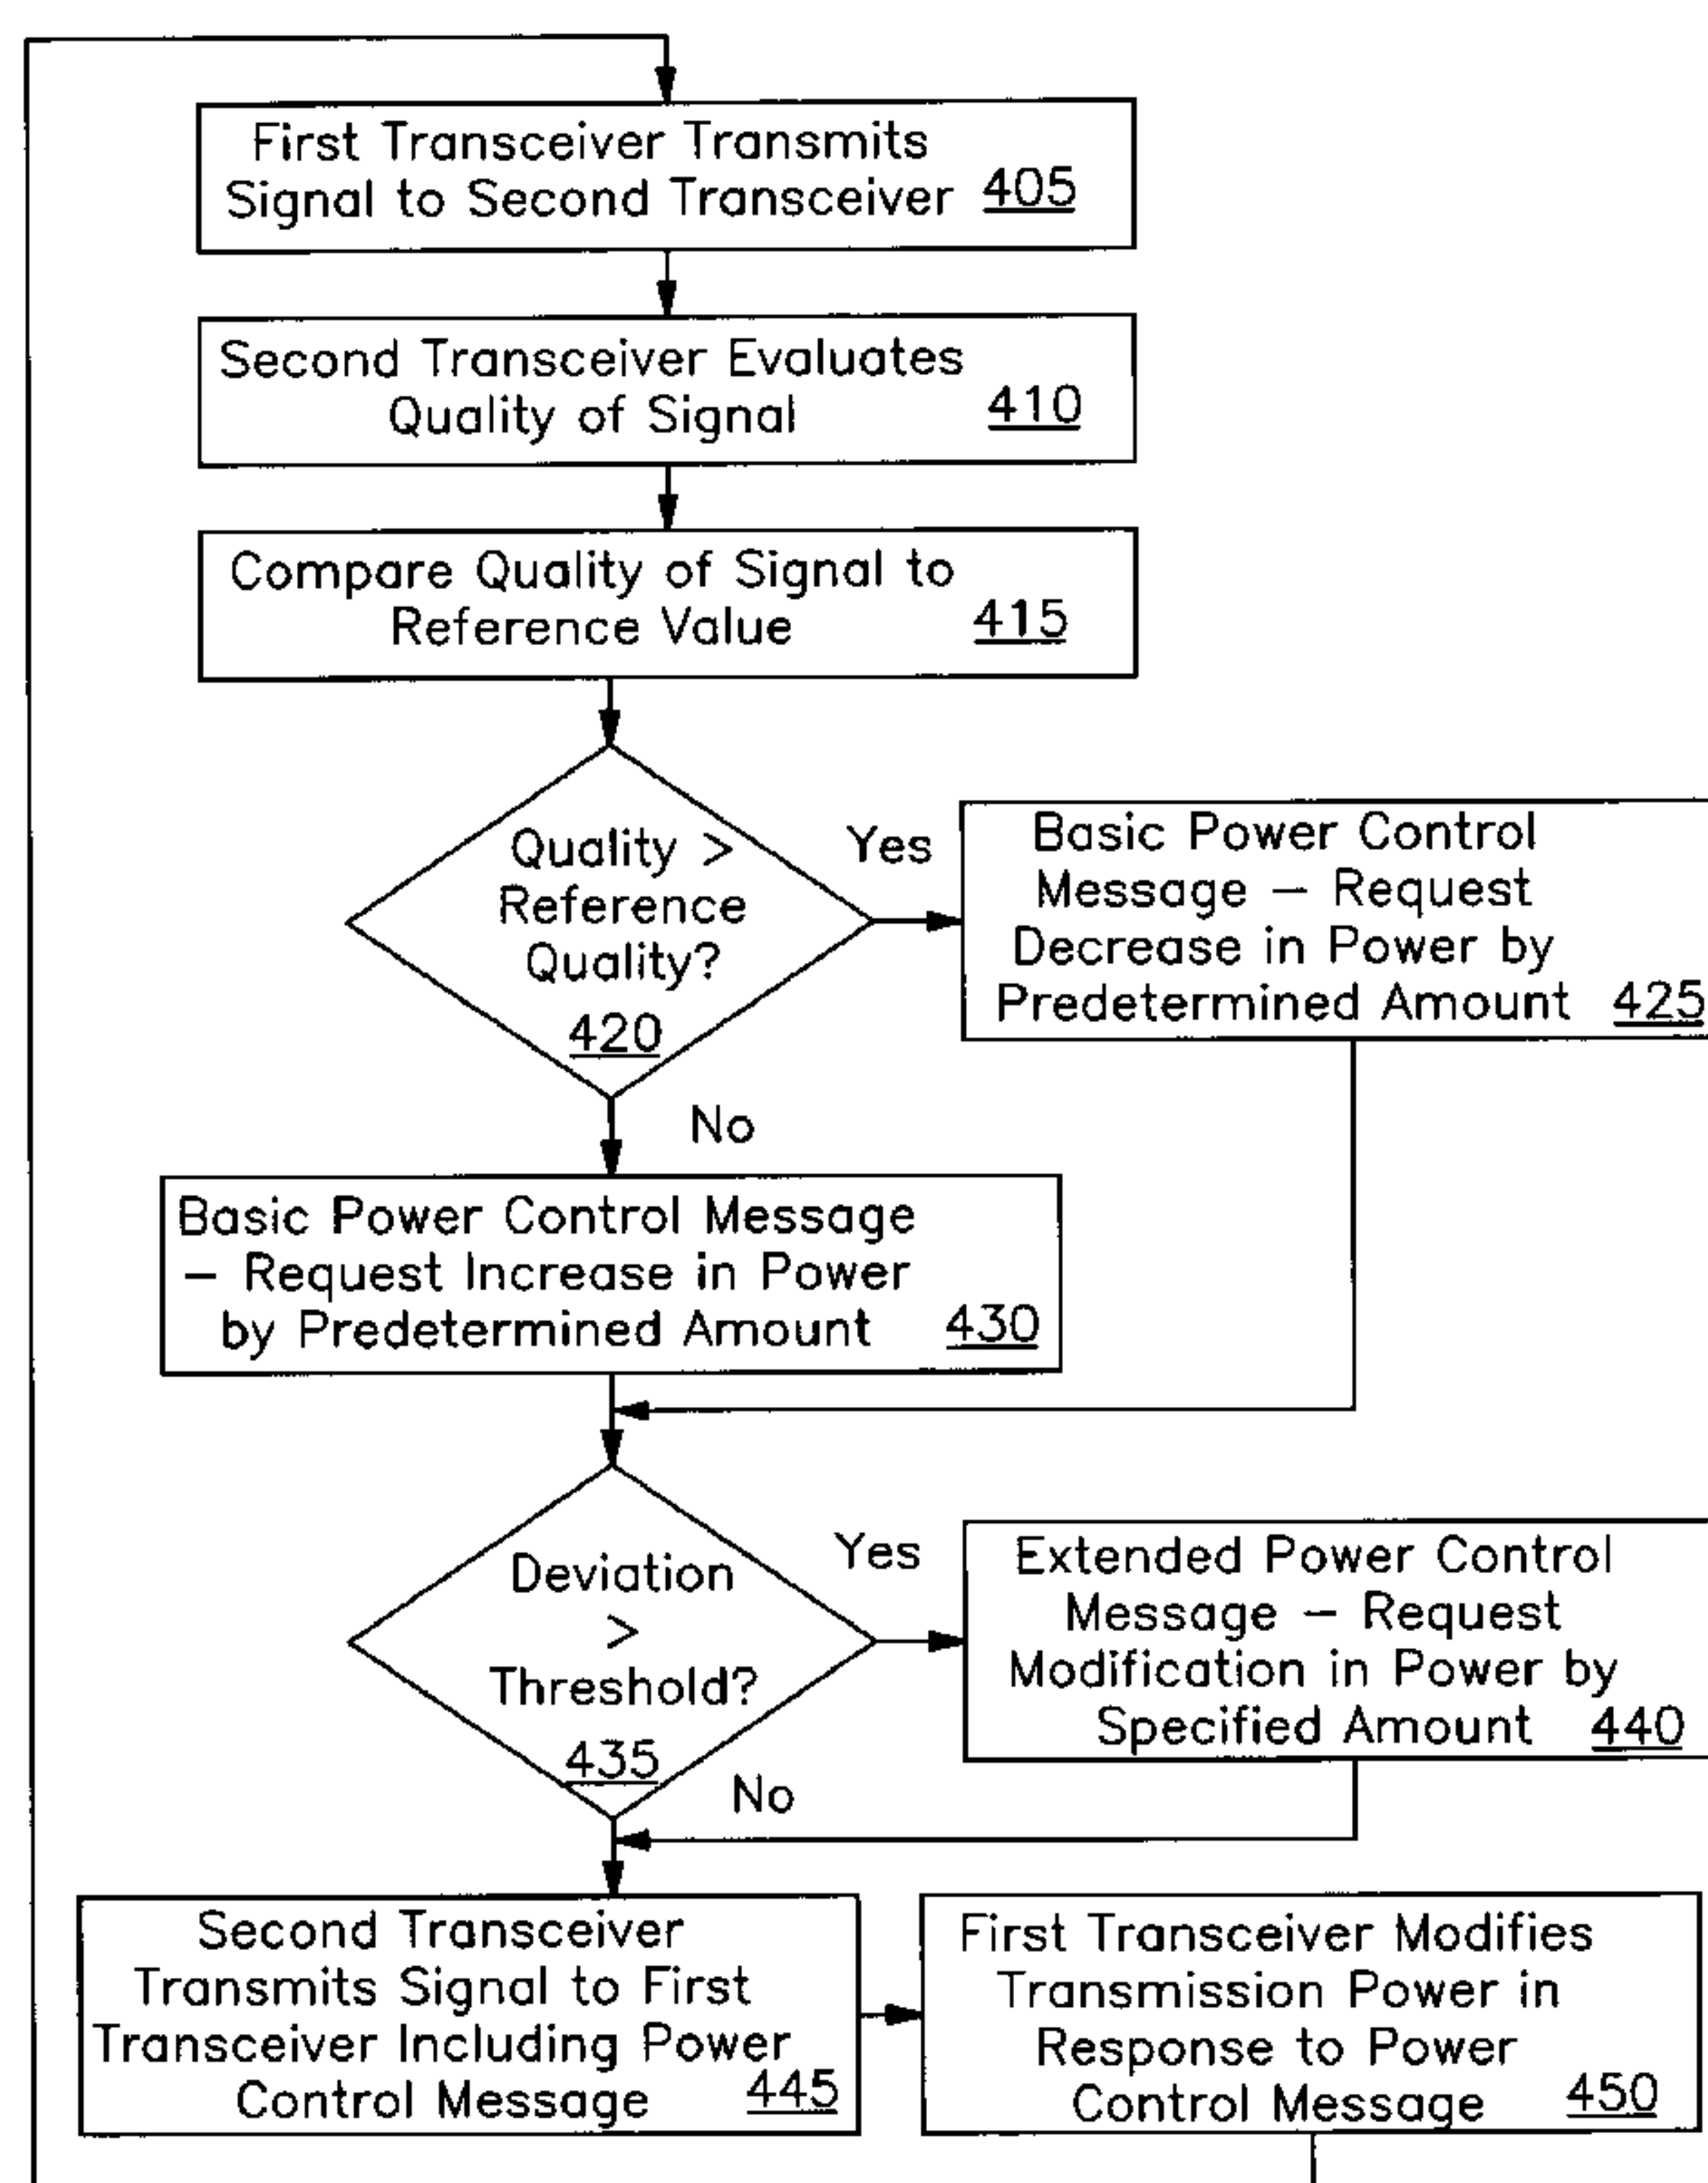 First Transceiver Transmits
Signal to Second Transceiver 405
Second Transceiver Evaluates
Quality of Signal 410
Compare Quality of Signal to
Reference Value 415
Quality >
Reference
Quality?
420
Yes
Basic Power Control
Message – Request
Decrease in Power by
Predetermined Amount 425
No
Basic Power Control Message
– Request Increase in Power
by Predetermined Amount 430
Deviation
>
Threshold?
435
Yes
Extended Power Control
Message – Request
Modification in Power by
Specified Amount 440
No
Second Transceiver
Transmits Signal to First
Transceiver Including Power
Control Message 445
First Transceiver Modifies
Transmission Power in
Response to Power
Control Message 450